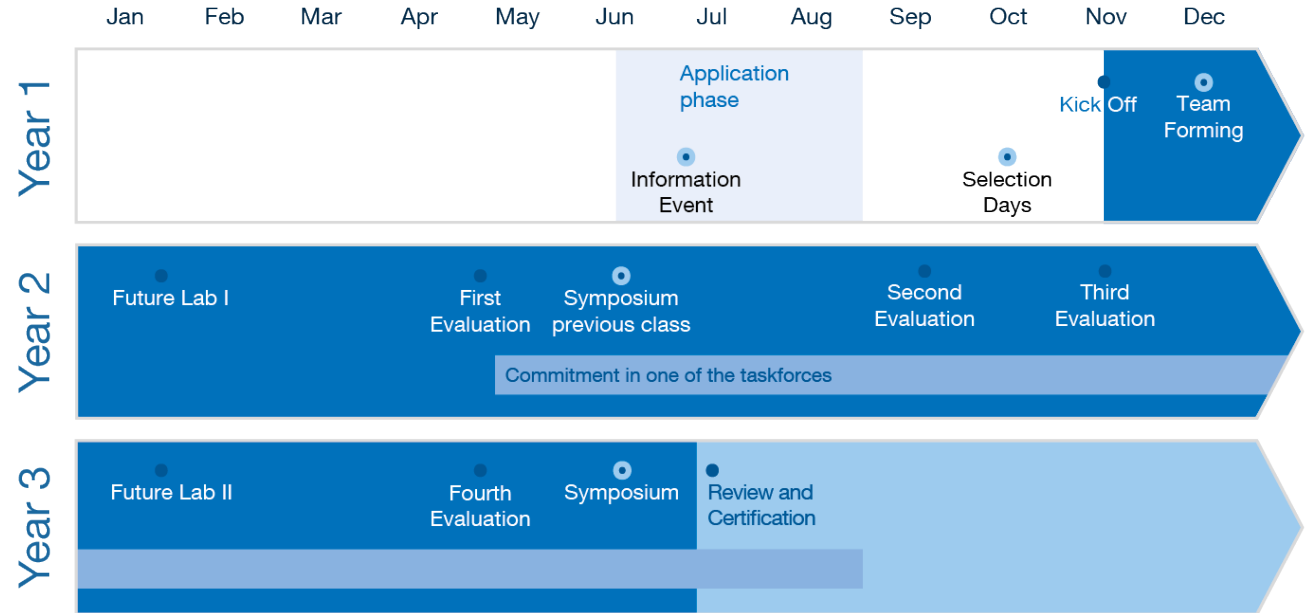 Jan Feb Mar Apr May Jun Jul Aug Sep Oct Nov Dec
Year 1
Application
phase
Information
Event
Selection
Days
Kick Off
Team
Forming
Year 2
Future Lab I
First
Evaluation
Symposium
previous class
Second
Evaluation
Third
Evaluation
Commitment in one of the taskforces
Year 3
Future Lab II
Fourth
Evaluation
Symposium
Review and
Certification